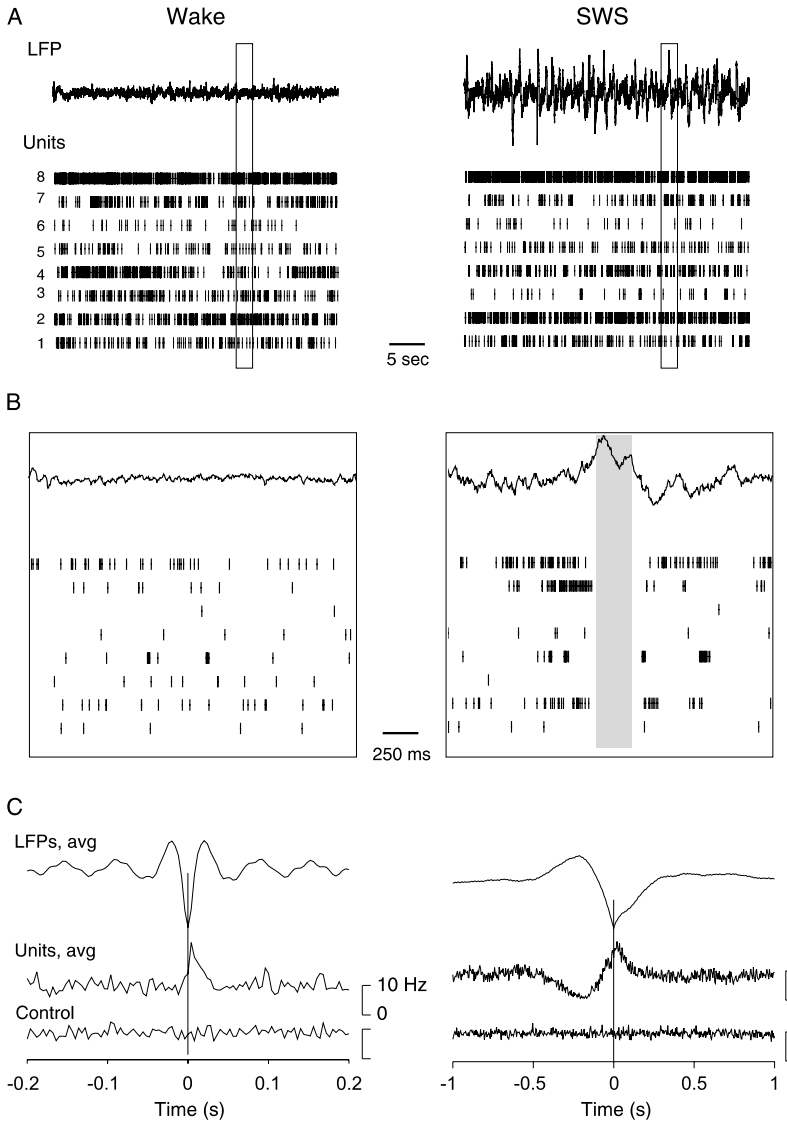 A
Wake
SWS
LFP
Units
8
7
6
5
4
3
2
1
5 sec
B
250 ms
C
LFPs, avg
Units, avg
10 Hz
0
Control
-0.2 -0.1 0 0.1 0.2
-1 -0.5 0 0.5 1
Time (s)
Time (s)